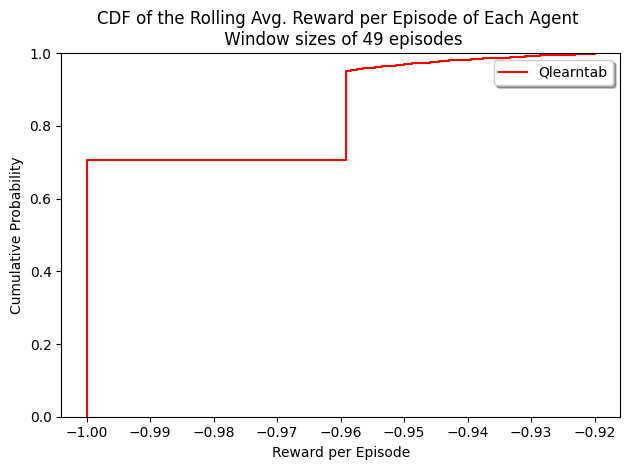 CDF of the Rolling Avg. Reward per Episode of Each Agent
Window sizes of 49 episodes
Qlearntab
1.0
0.8
0.6
0.4
0.2
0.0
Cumulative Probability
−1.00 −0.99 −0.98 −0.97 −0.96 −0.95 −0.94 −0.93 −0.92
Reward per Episode